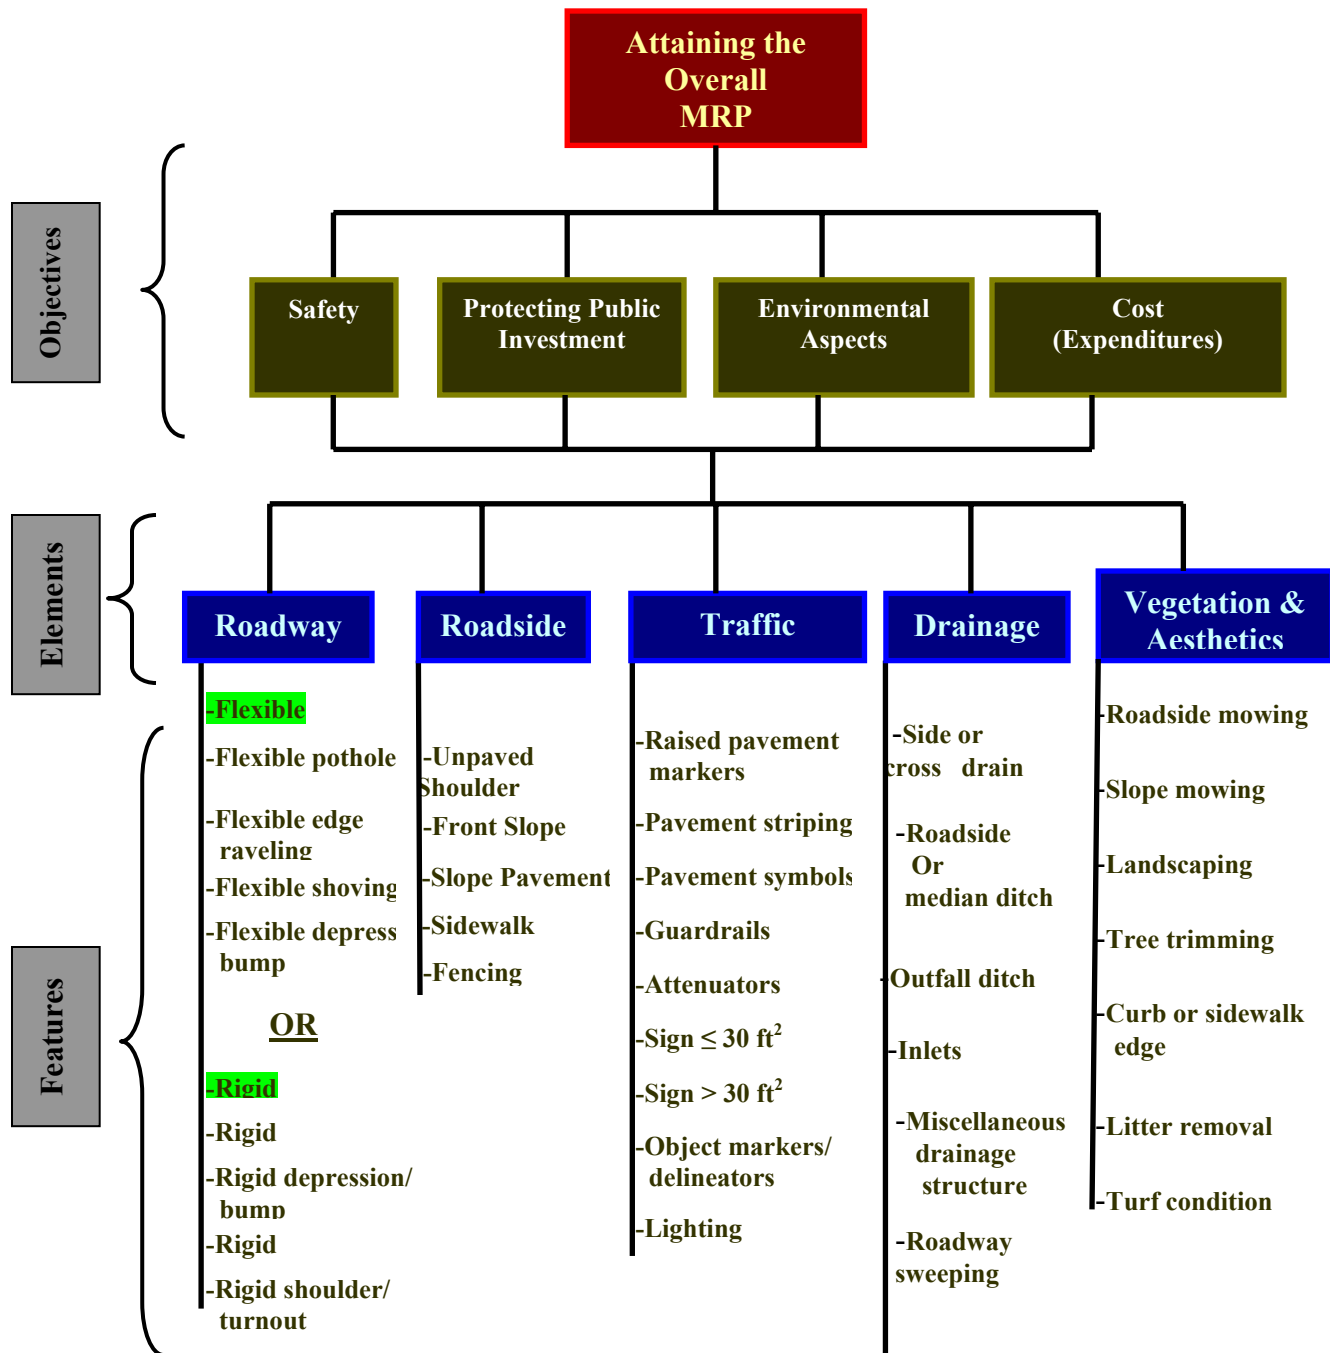 Attaining the
Overall
MRP
Objectives
Safety
Protecting Public
Investment
Environmental
Aspects
Cost
(Expenditures)
Elements
Roadway
Roadside
Traffic
Drainage
Vegetation &
Aesthetics
Features
-Flexible
-Flexible pothole
-Flexible edge
raveling
-Flexible shoving
-Flexible depress
bump
OR
-Rigid
-Rigid
-Rigid depression/
bump
-Rigid
-Rigid shoulder/
turnout
-Unpaved
Shoulder
-Front Slope
-Slope Pavement
-Sidewalk
-Fencing
-Raised pavement
markers
-Pavement striping
-Pavement symbols
-Guardrails
-Attenuators
-Sign ≤ 30 ft²
-Sign > 30 ft²
-Object markers/
delineators
-Lighting
-Side or
cross drain
-Roadside
Or
median ditch
-Outfall ditch
-Inlets
-Miscellaneous
drainage
structure
-Roadway
sweeping
-Roadside mowing
-Slope mowing
-Landscaping
-Tree trimming
-Curb or sidewalk
edge
-Litter removal
-Turf condition